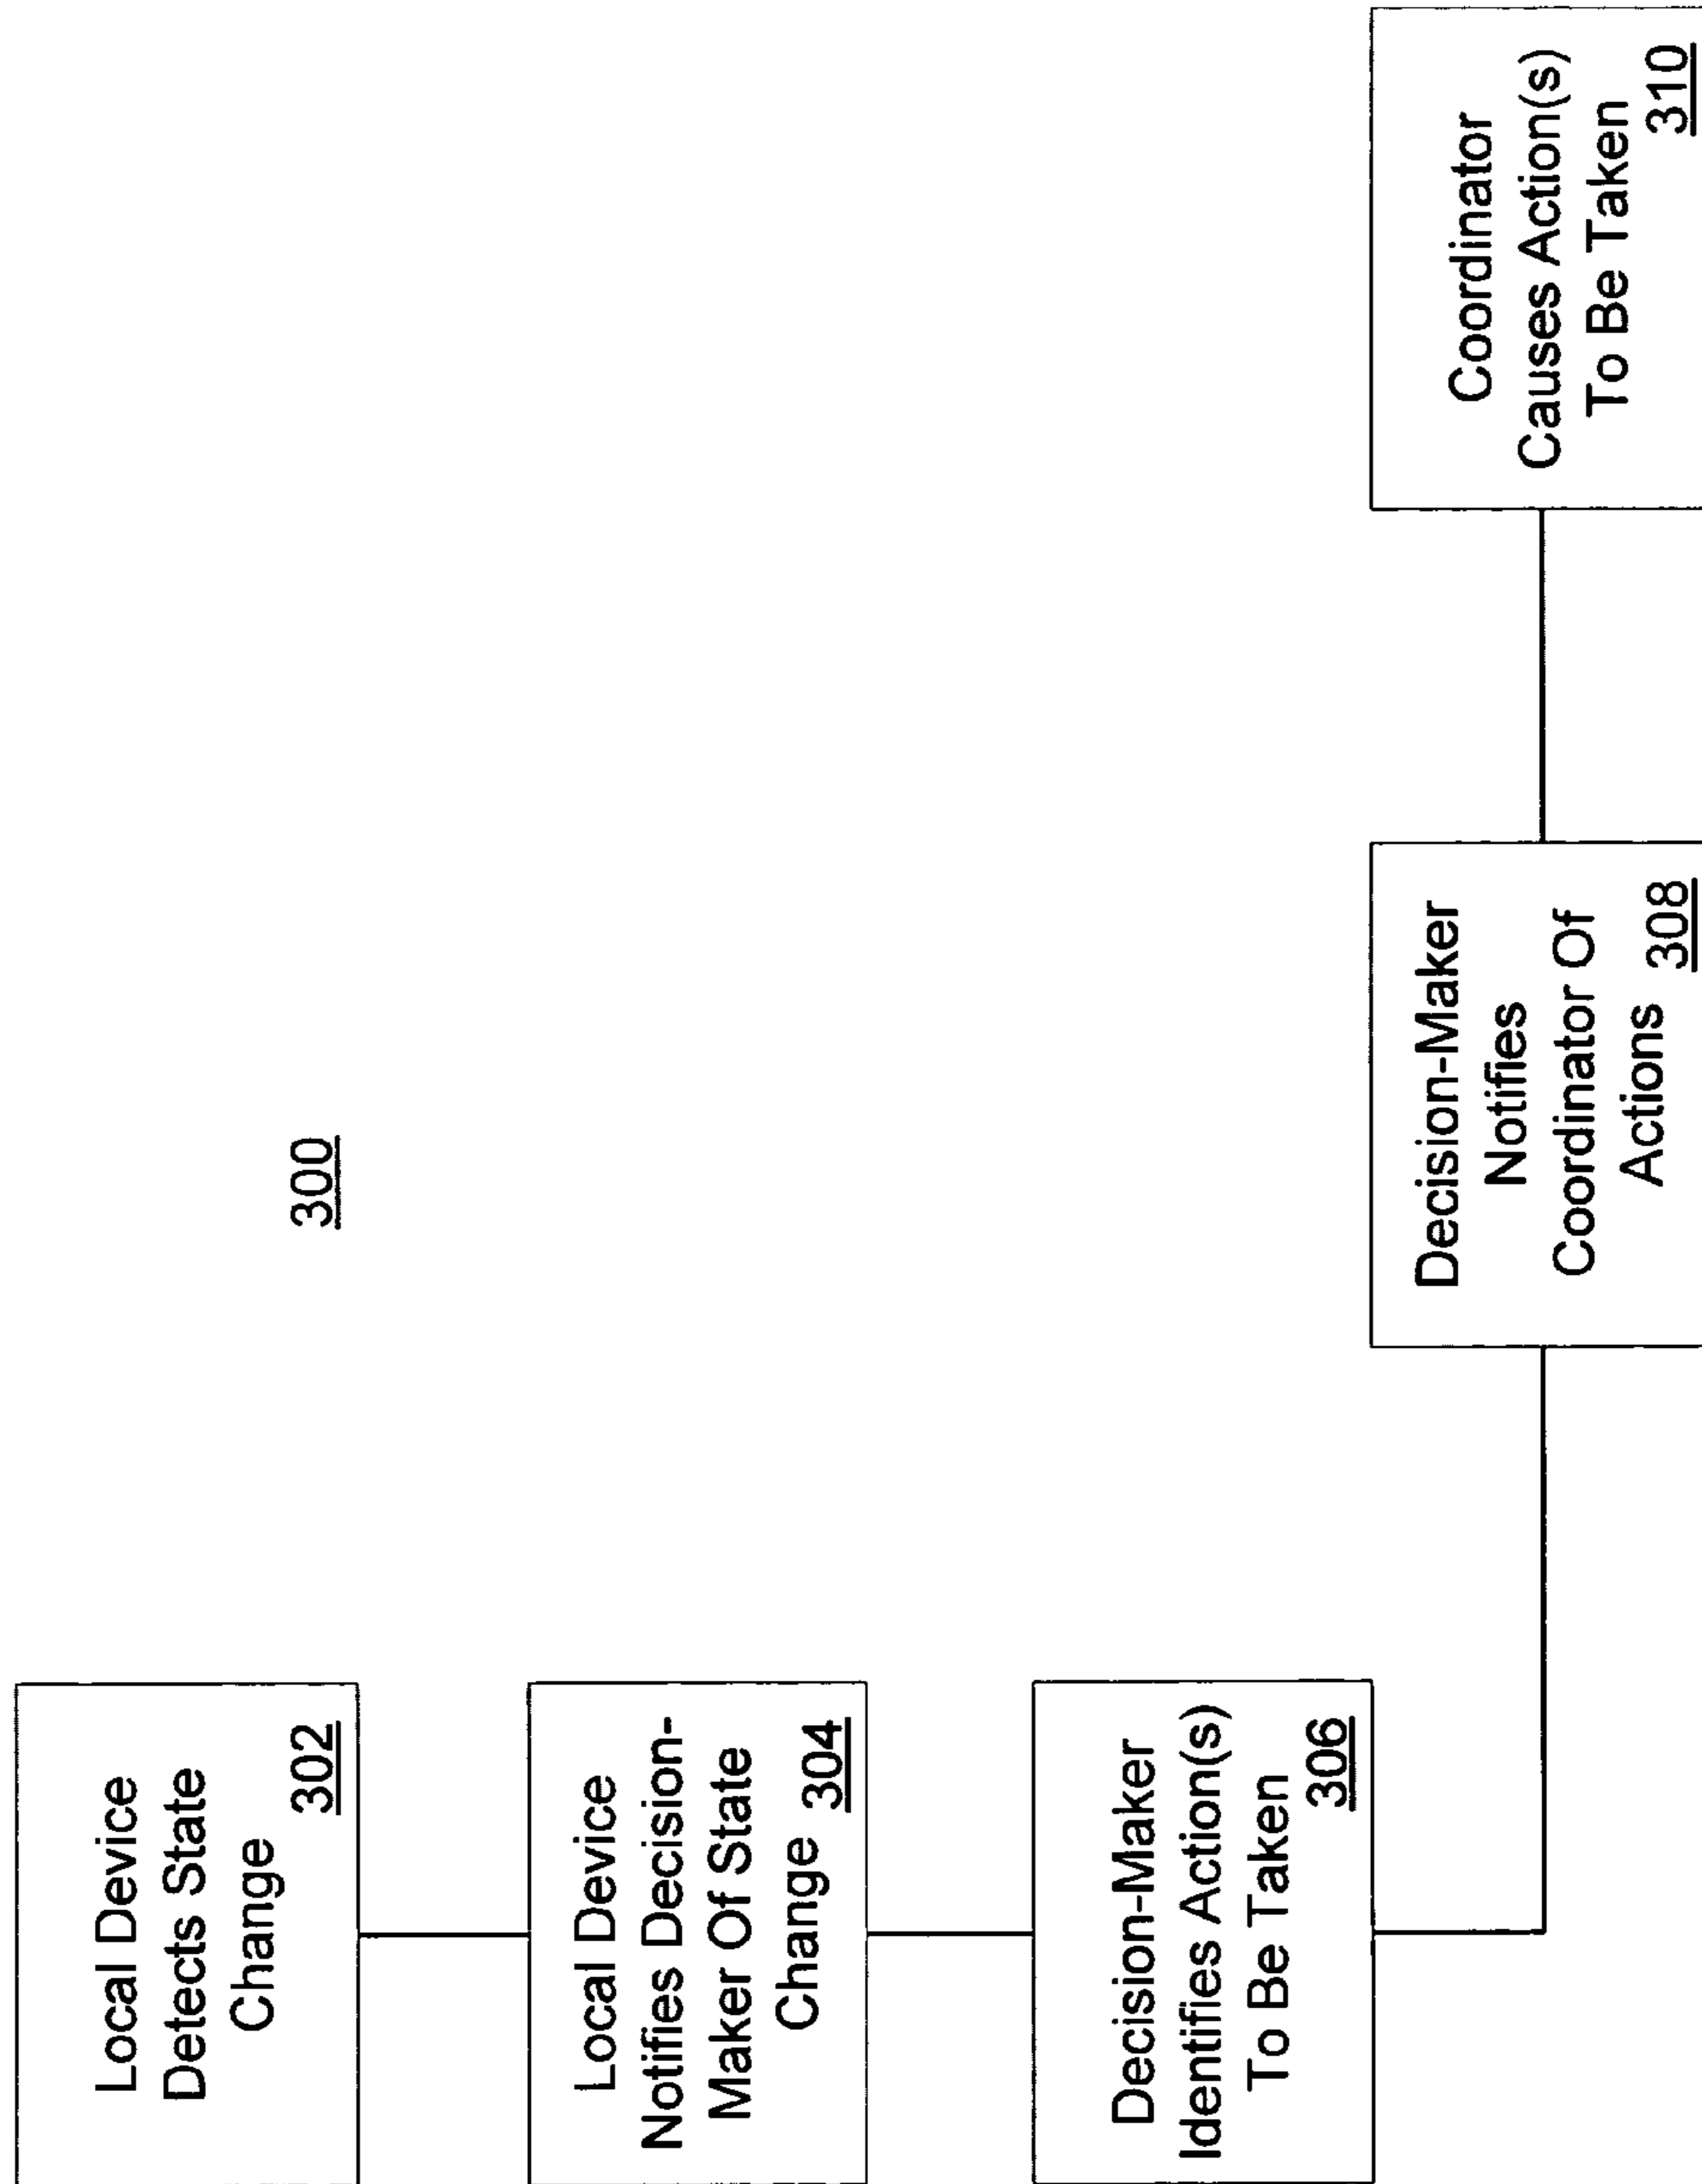 300
Local Device
Detects State
Change
302
Local Device
Notifies Decision-
Maker Of State
Change 304
Decision-Maker
Identifies Action(s)
To Be Taken
306
Decision-Maker
Notifies
Coordinator Of
Actions 308
Coordinator
Causes Action(s)
To Be Taken
310